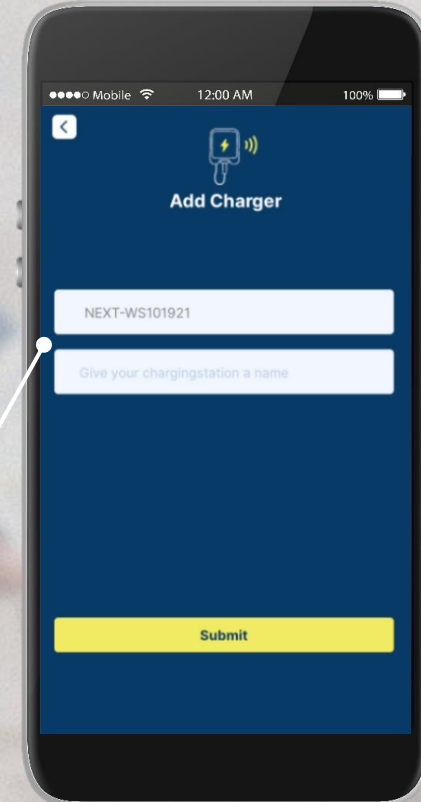 Mobile 12:00 AM 100%
Add Charger
NEXT-WS101921
Give your chargingstation a name
Submit